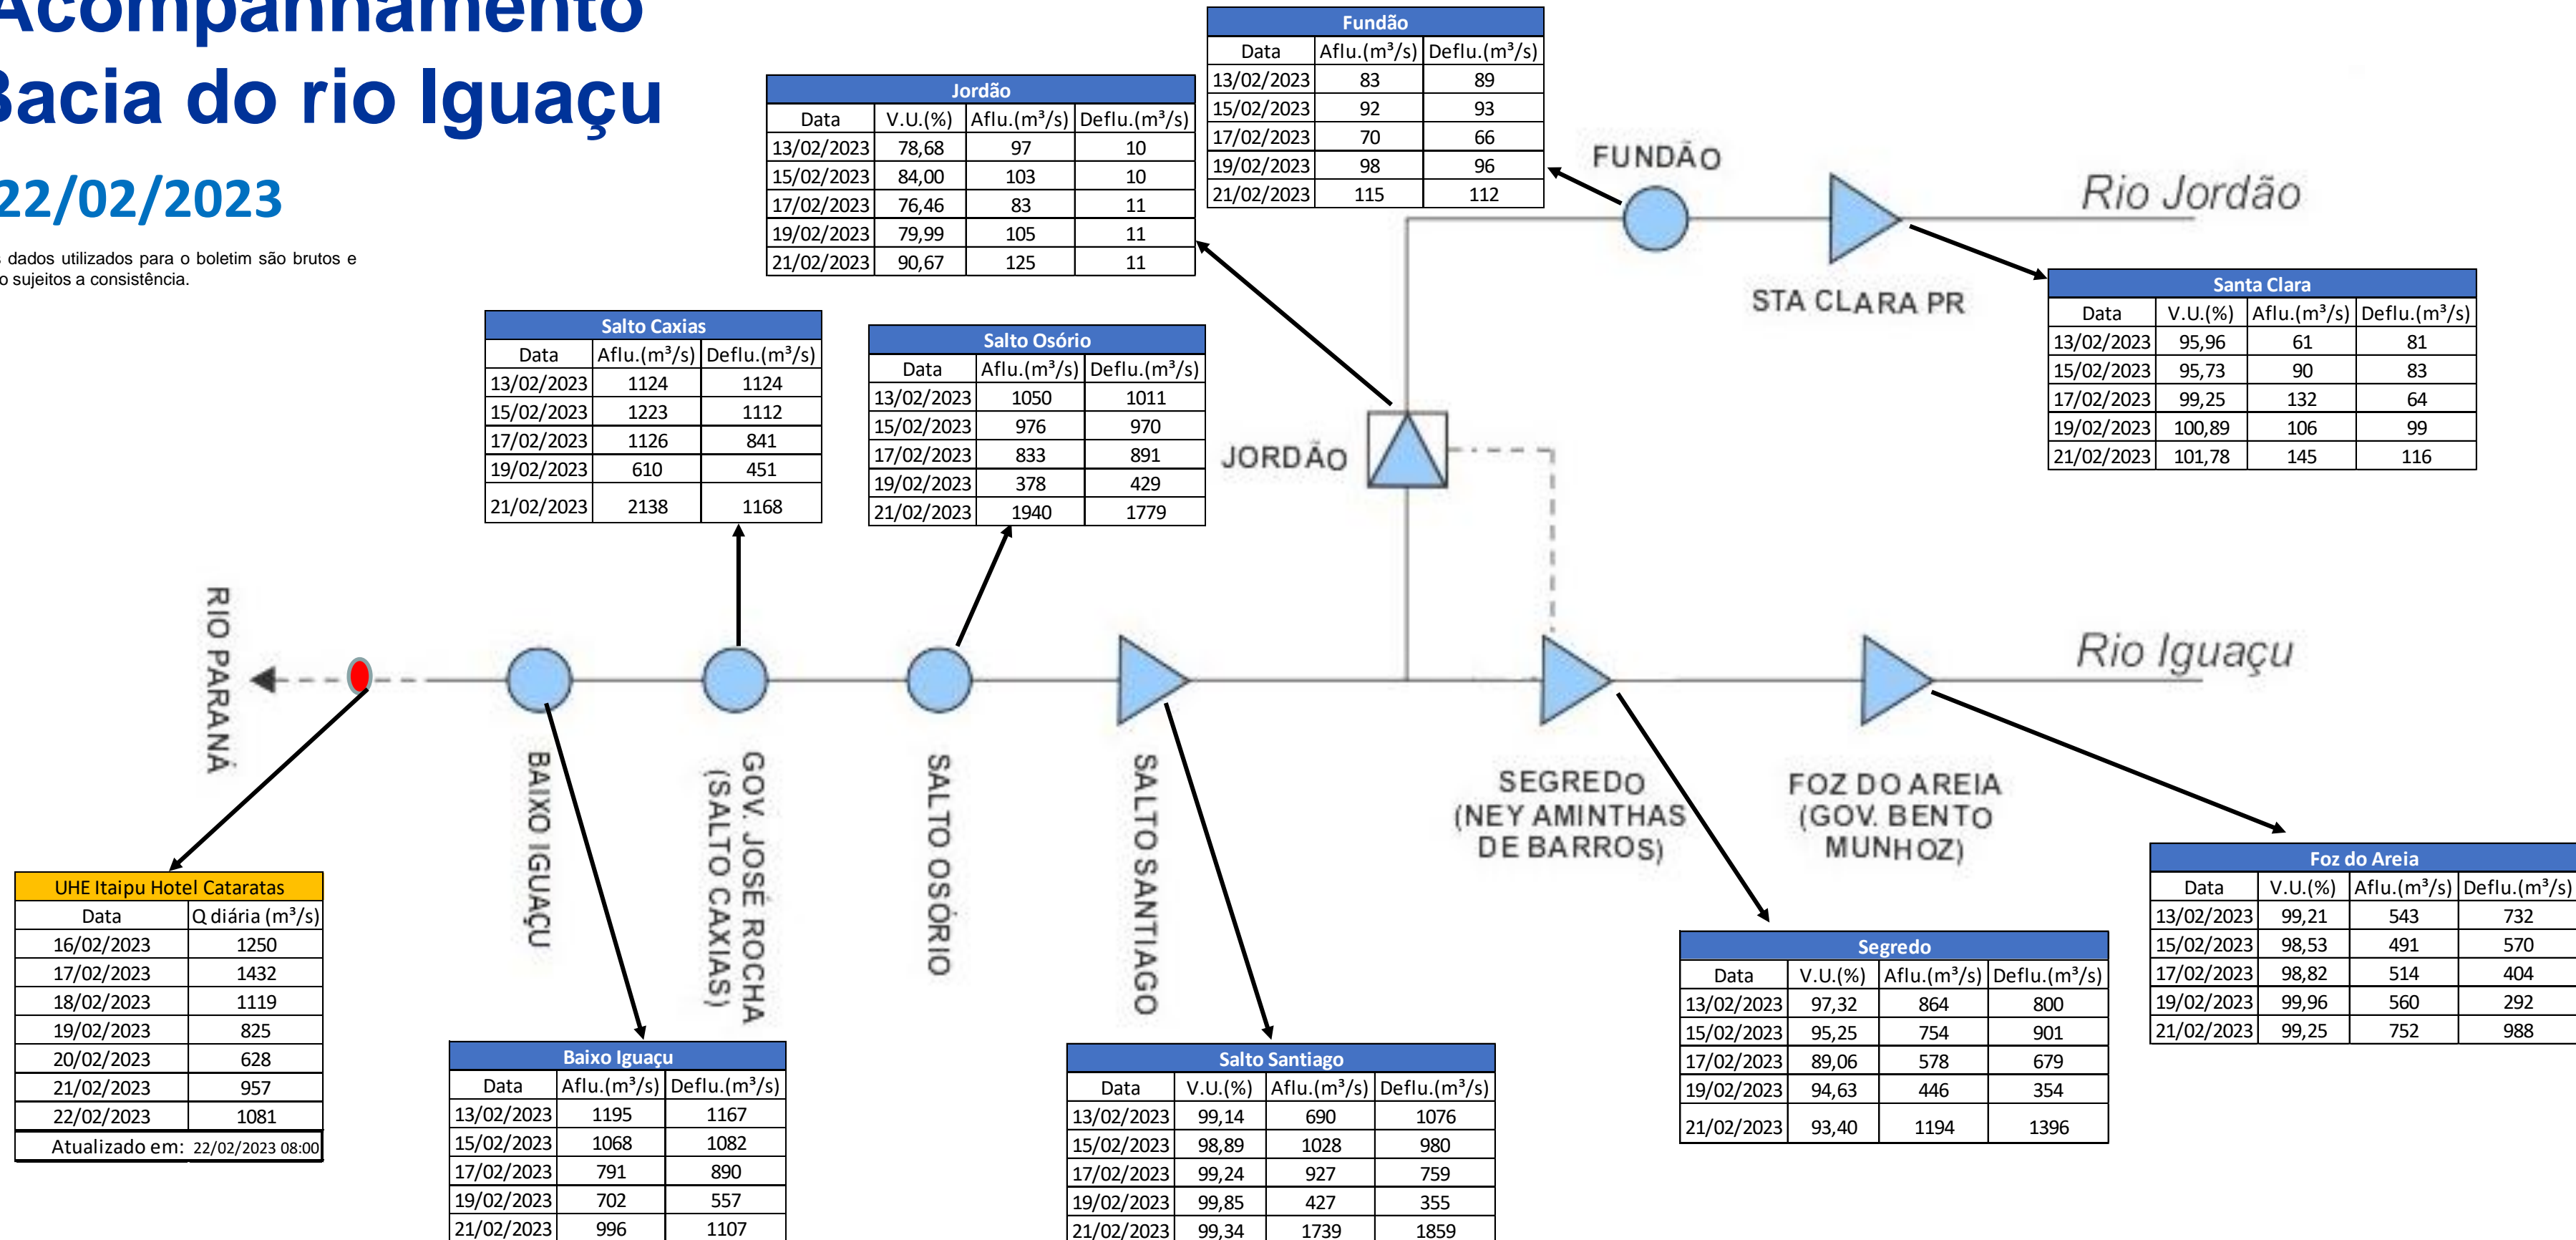 Acompanhamento
Bacia do rio Iguaçu
22/02/2023
s dados utilizados para o boletim são brutos e
o sujeitos a consistência.
Fundão
Data Aflu.(m³/s) Deflu.(m³/s)
13/02/2023 83 89
15/02/2023 92 93
17/02/2023 70 66
19/02/2023 98 96
21/02/2023 115 112
Jordão
Data V.U.(%) Aflu.(m³/s) Deflu.(m³/s)
13/02/2023 78,68 97 10
15/02/2023 84,00 103 10
17/02/2023 76,46 83 11
19/02/2023 79,99 105 11
21/02/2023 90,67 125 11
FUNDÃO
Rio Jordão
STA CLARA PR
Santa Clara
Data V.U.(%) Aflu.(m³/s) Deflu.(m³/s)
13/02/2023 95,96 61 81
15/02/2023 95,73 90 83
17/02/2023 99,25 132 64
19/02/2023 100,89 106 99
21/02/2023 101,78 145 116
Salto Caxias
Data Aflu.(m³/s) Deflu.(m³/s)
13/02/2023 1124 1124
15/02/2023 1223 1112
17/02/2023 1126 841
19/02/2023 610 451
21/02/2023 2138 1168
Salto Osório
Data Aflu.(m³/s) Deflu.(m³/s)
13/02/2023 1050 1011
15/02/2023 976 970
17/02/2023 833 891
19/02/2023 378 429
21/02/2023 1940 1779
JORDÃO
RIO PARANÁ
Rio Iguaçu
BAIXO IGUAÇU
GOV. JOSÉ ROCHA
(SALTO CAXIAS)
SALTO OSÓRIO
SALTO SANTIAGO
SEGREDO
(NEY AMINTHAS
DE BARROS)
FOZ DO AREIA
(GOV. BENTO
MUNHOZ)
UHE Itaipu Hotel Cataratas
Data Q diária (m³/s)
16/02/2023 1250
17/02/2023 1432
18/02/2023 1119
19/02/2023 825
20/02/2023 628
21/02/2023 957
22/02/2023 1081
Atualizado em: 22/02/2023 08:00
Baixo Iguaçu
Data Aflu.(m³/s) Deflu.(m³/s)
13/02/2023 1195 1167
15/02/2023 1068 1082
17/02/2023 791 890
19/02/2023 702 557
21/02/2023 996 1107
Salto Santiago
Data V.U.(%) Aflu.(m³/s) Deflu.(m³/s)
13/02/2023 99,14 690 1076
15/02/2023 98,89 1028 980
17/02/2023 99,24 927 759
19/02/2023 99,85 427 355
21/02/2023 99,34 1739 1859
Segredo
Data V.U.(%) Aflu.(m³/s) Deflu.(m³/s)
13/02/2023 97,32 864 800
15/02/2023 95,25 754 901
17/02/2023 89,06 578 679
19/02/2023 94,63 446 354
21/02/2023 93,40 1194 1396
Foz do Areia
Data V.U.(%) Aflu.(m³/s) Deflu.(m³/s)
13/02/2023 99,21 543 732
15/02/2023 98,53 491 570
17/02/2023 98,82 514 404
19/02/2023 99,96 560 292
21/02/2023 99,25 752 988